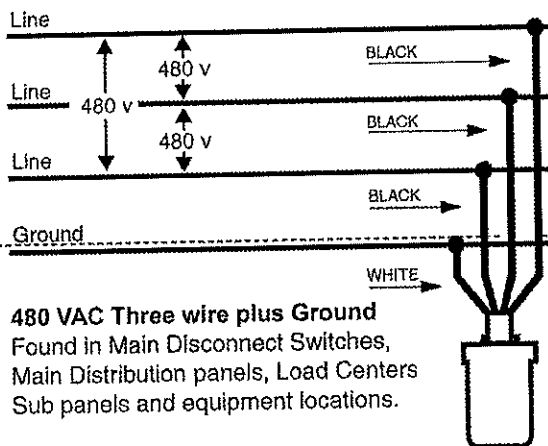 Line
BLACK
480 v
Line
480 v
BLACK
480 v
Line
BLACK
Ground
WHITE
480 VAC Three wire plus Ground
Found in Main Disconnect Switches,
Main Distribution panels, Load Centers
Sub panels and equipment locations.